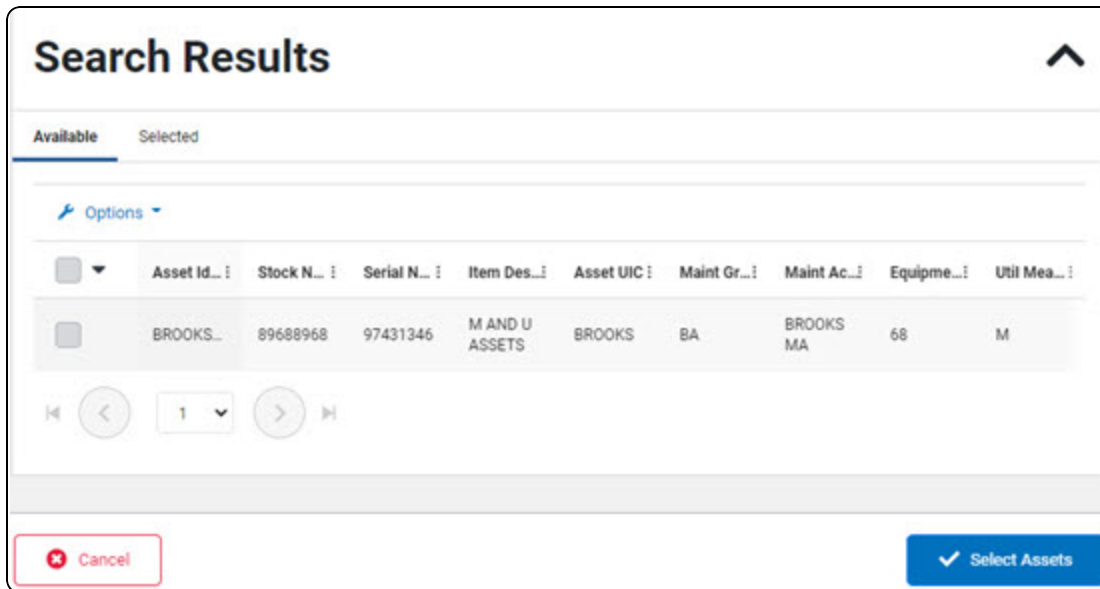 Search Results
Available Selected
Options
Asset Id... Stock N... Serial N... Item Des... Asset UIC Maint Gr... Maint Ac... Equipme... Util Mea...
BROOKS... 89688968 97431346 M AND U ASSETS BROOKS BA BROOKS MA 68 M
1
Cancel Select Assets